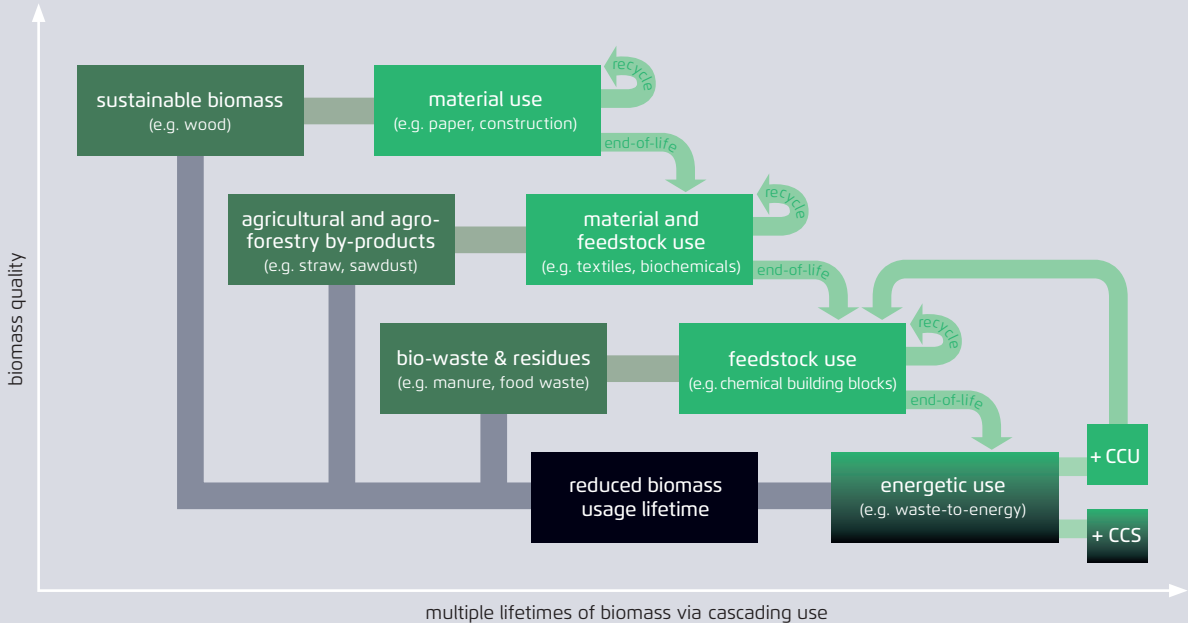 recycle
sustainable biomass
(e.g. wood)
material use
(e.g. paper, construction)
end-of-life
recycle
agricultural and agro-
forestry by-products
(e.g. straw, sawdust)
material and
feedstock use
(e.g. textiles, biochemicals)
end-of-life
recycle
bio-waste & residues
(e.g. manure, food waste)
feedstock use
(e.g. chemical building blocks)
end-of-life
reduced biomass
usage lifetime
energetic use
(e.g. waste-to-energy)
+ CCU
+ CCS
biomass quality
multiple lifetimes of biomass via cascading use